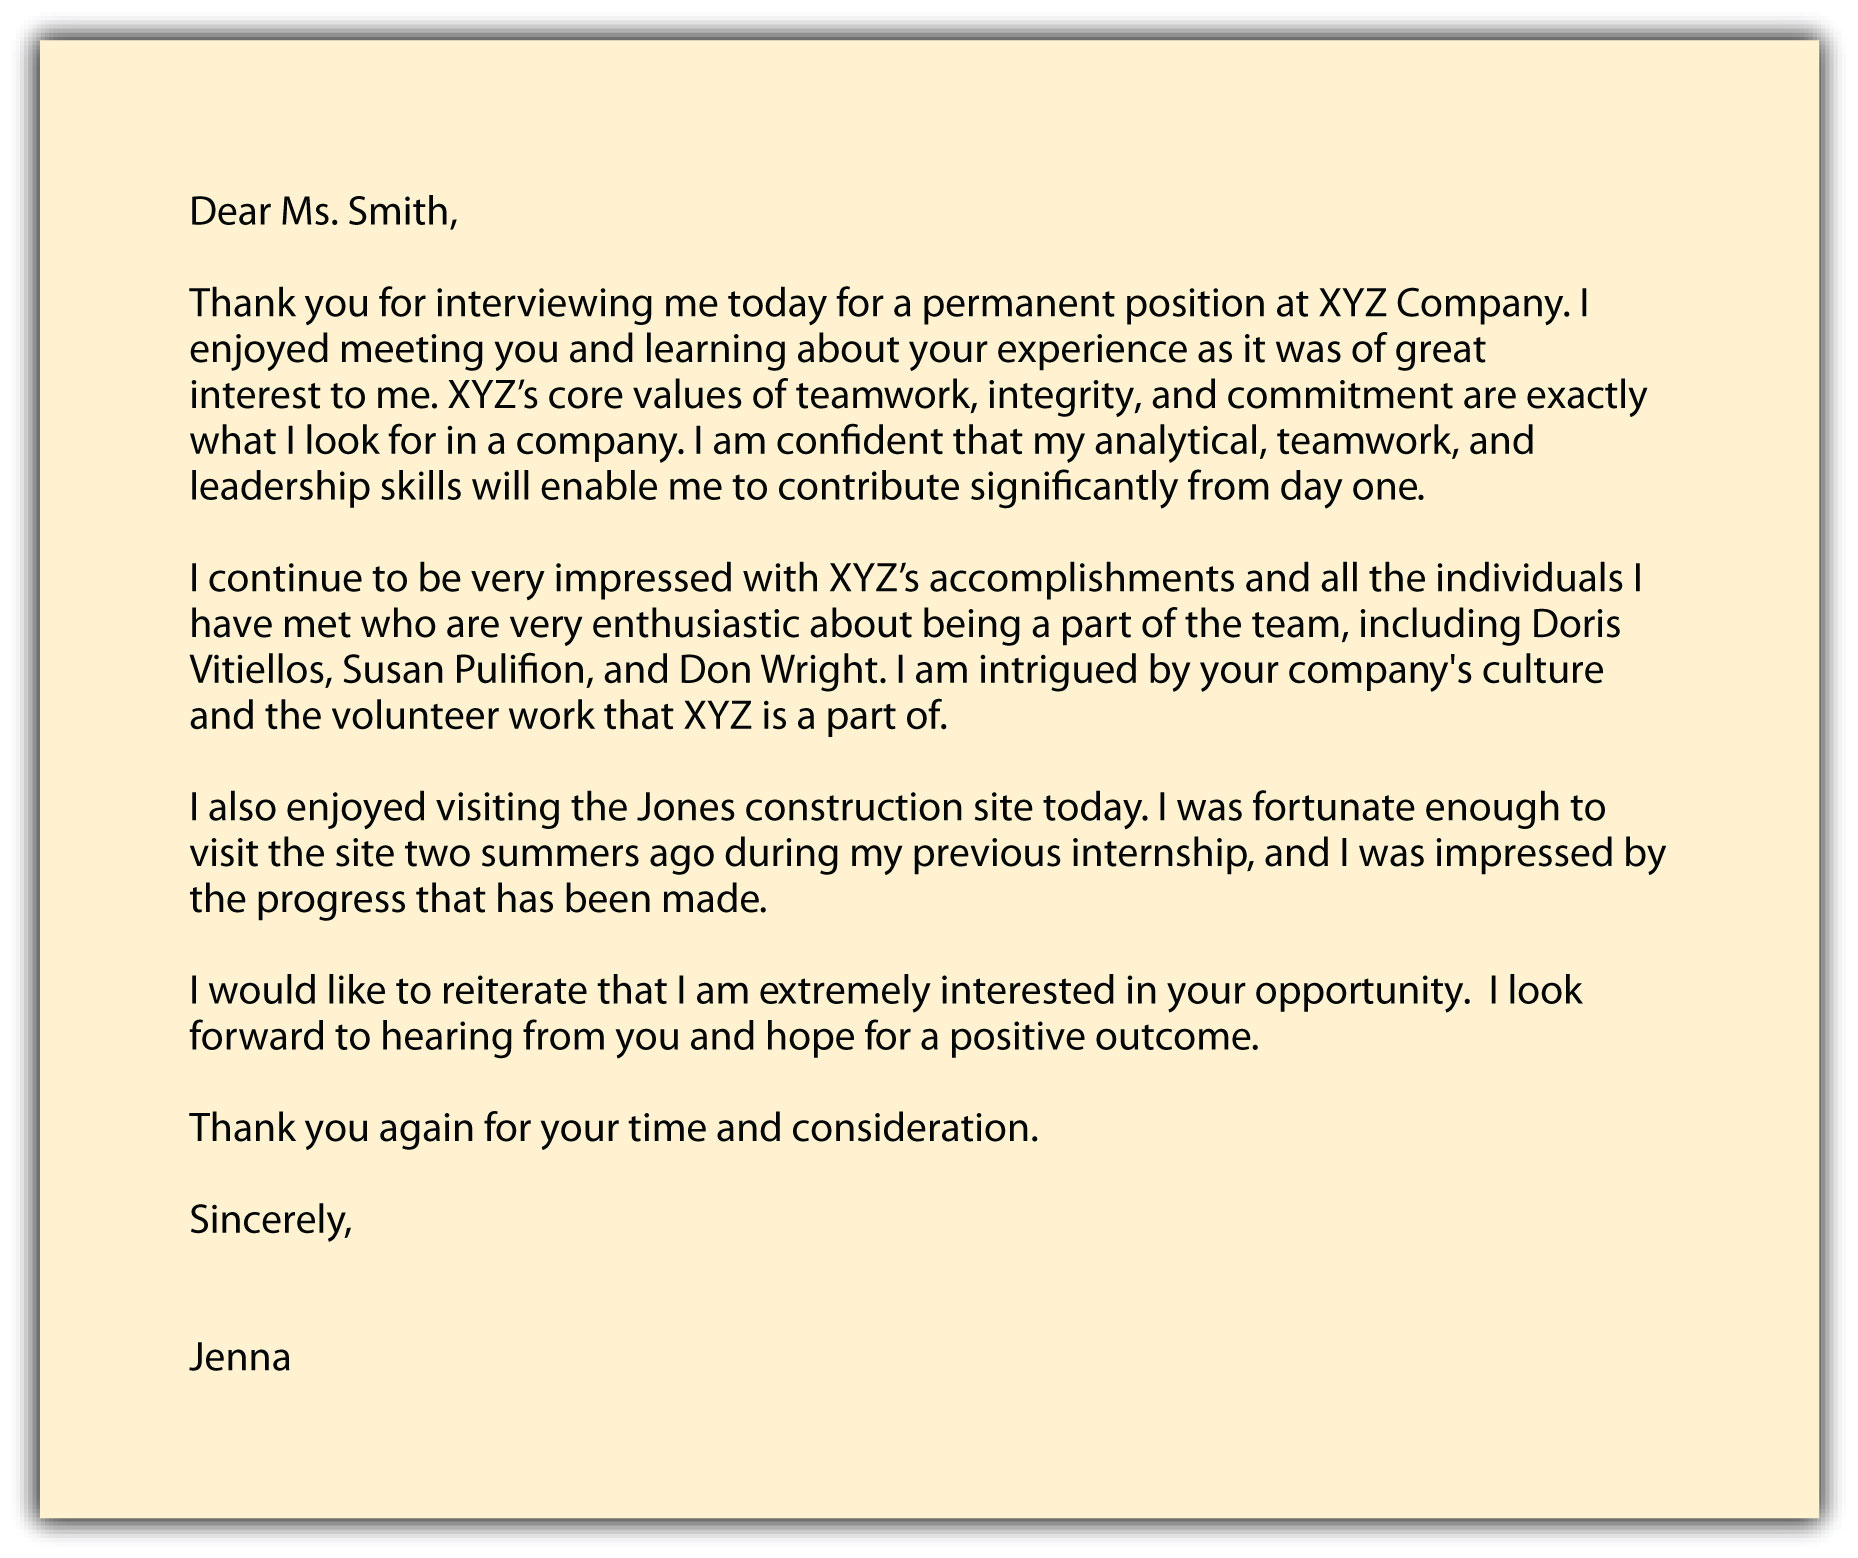 Dear Ms. Smith,
Thank you for interviewing me today for a permanent position at XYZ Company. I
enjoyed meeting you and learning about your experience as it was of great
interest to me. XYZ’s core values of teamwork, integrity, and commitment are exactly
what I look for in a company. I am confident that my analytical, teamwork, and
leadership skills will enable me to contribute significantly from day one.
I continue to be very impressed with XYZ’s accomplishments and all the individuals I
have met who are very enthusiastic about being a part of the team, including Doris
Vitiellos, Susan Pulifion, and Don Wright. I am intrigued by your company's culture
and the volunteer work that XYZ is a part of.
I also enjoyed visiting the Jones construction site today. I was fortunate enough to
visit the site two summers ago during my previous internship, and I was impressed by
the progress that has been made.
I would like to reiterate that I am extremely interested in your opportunity.  I look
forward to hearing from you and hope for a positive outcome.
Thank you again for your time and consideration.
Sincerely,
Jenna